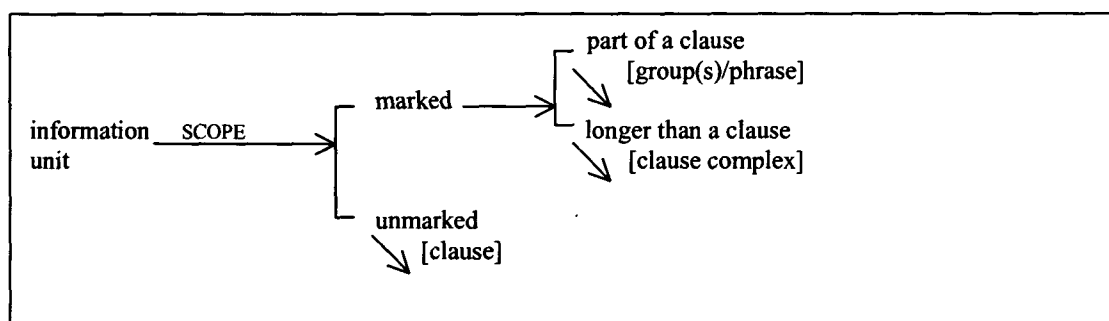 part of a clause
[group(s)/phrase]
marked
information
unit
SCOPE
longer than a clause
[clause complex]
unmarked
[clause]